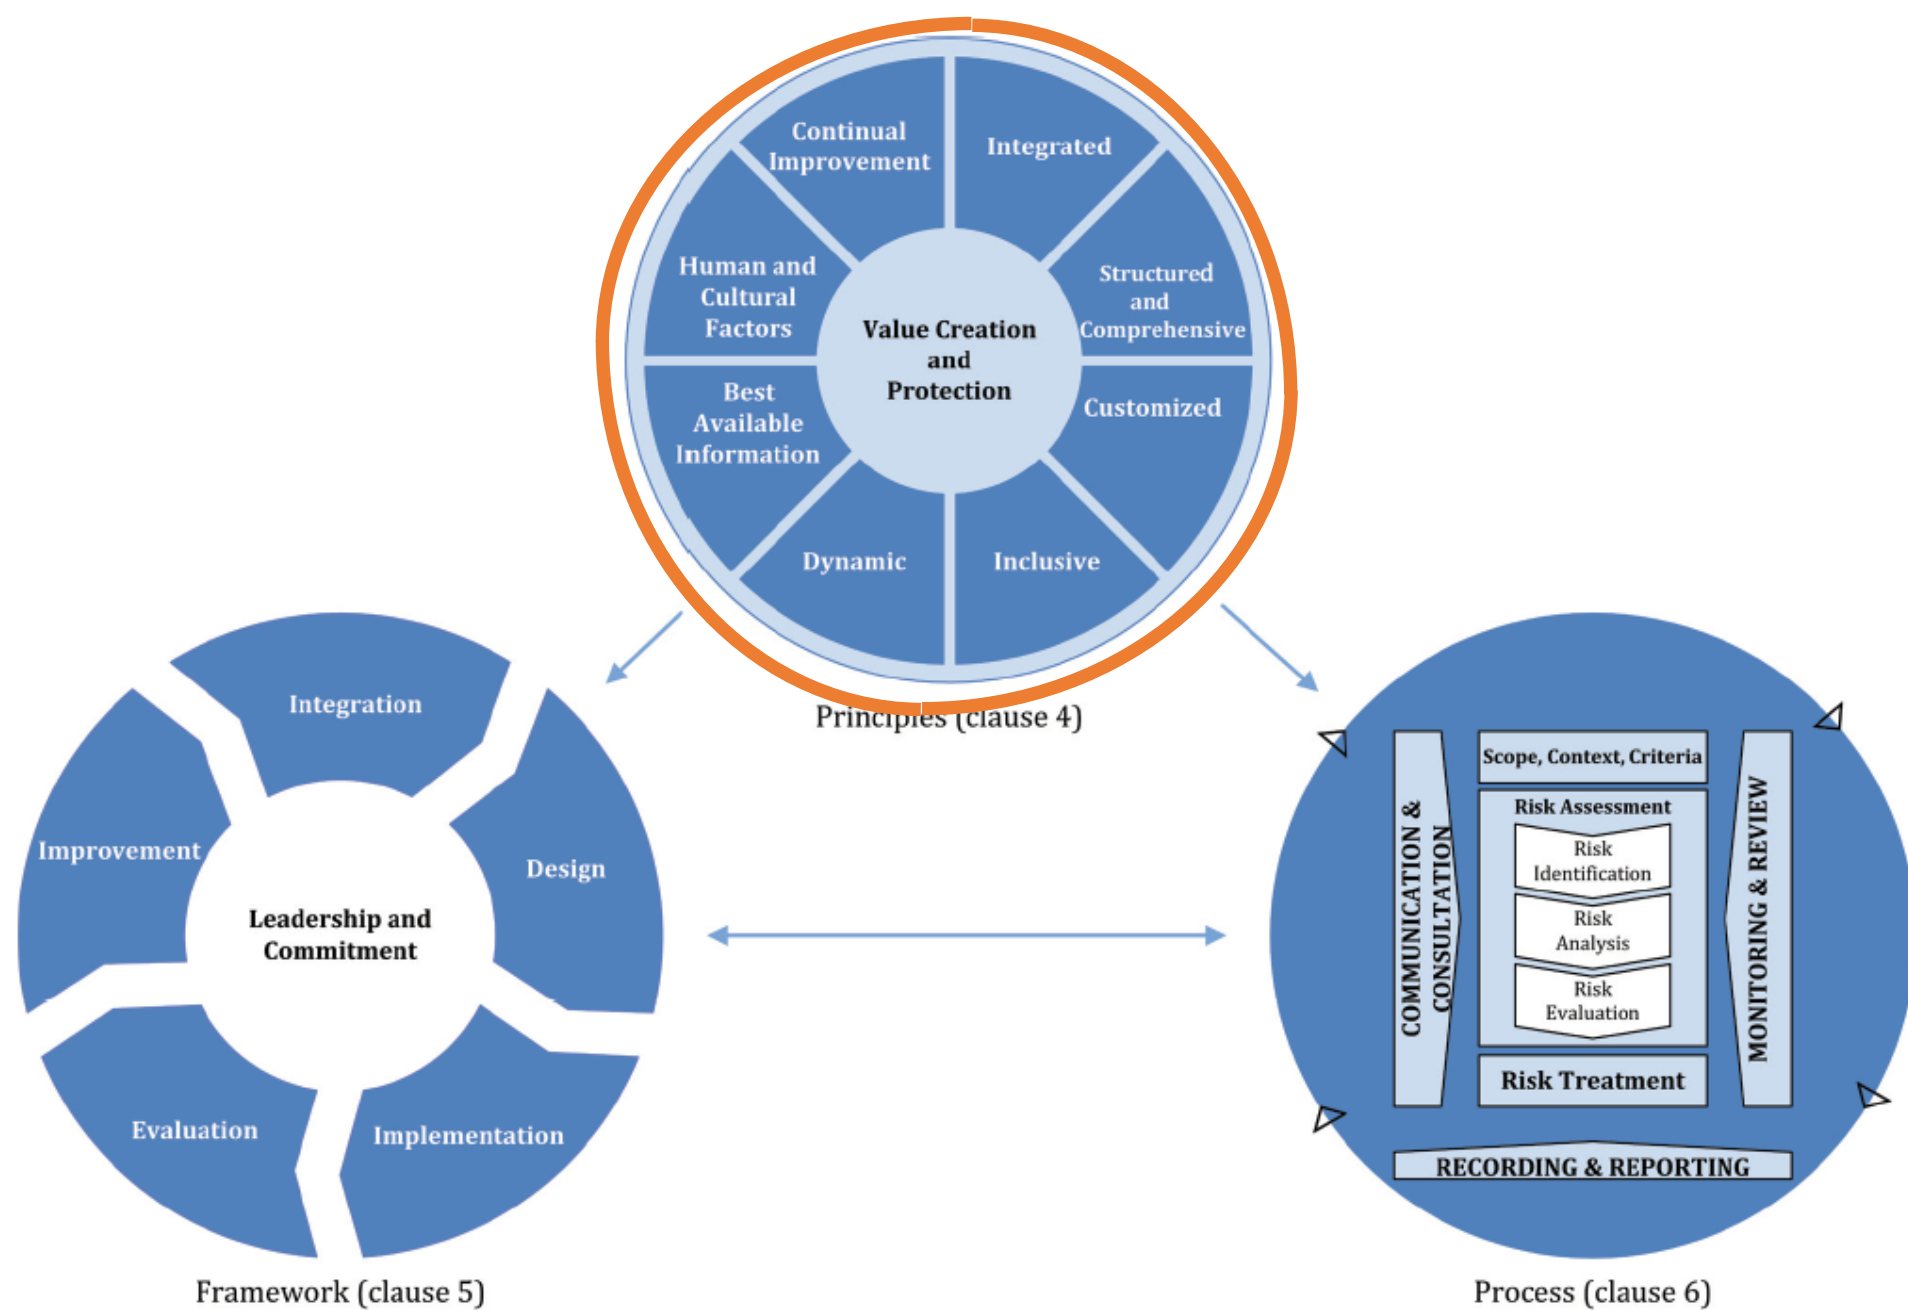 Continual
Improvement
Integrated
Human and
Cultural
Factors
Structured
and
Comprehensive
Value Creation
and
Protection
Best
Available
Information
Customized
Dynamic
Inclusive
Principles (clause 4)
Integration
Improvement
Design
Leadership and
Commitment
Evaluation
Implementation
Framework (clause 5)
Scope, Context, Criteria
Risk Assessment
Risk
Identification
Risk
Analysis
Risk
Evaluation
Risk Treatment
COMMUNICATION &
CONSULTATION
MONITORING & REVIEW
RECORDING & REPORTING
Process (clause 6)